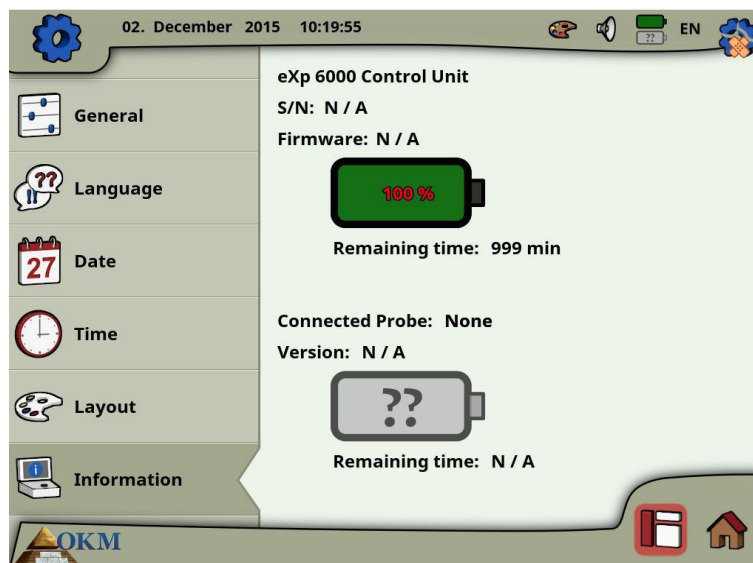 02. December 2015 10:19:55
??
EN
General
??
!!
Language
27
Date
Time
Layout
i
Information
eXp 6000 Control Unit
S/N: N / A
Firmware: N / A
100 %
Remaining time: 999 min
Connected Probe: None
Version: N / A
??
Remaining time: N / A
OKM